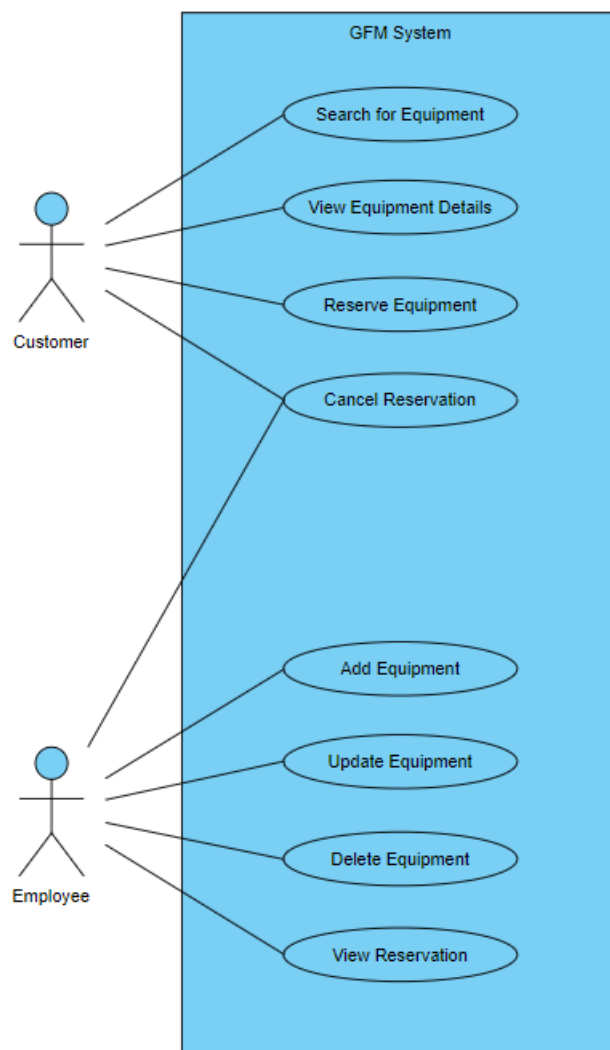 GFM System
Search for Equipment
View Equipment Details
Reserve Equipment
Customer
Cancel Reservation
Add Equipment
Update Equipment
Delete Equipment
Employee
View Reservation